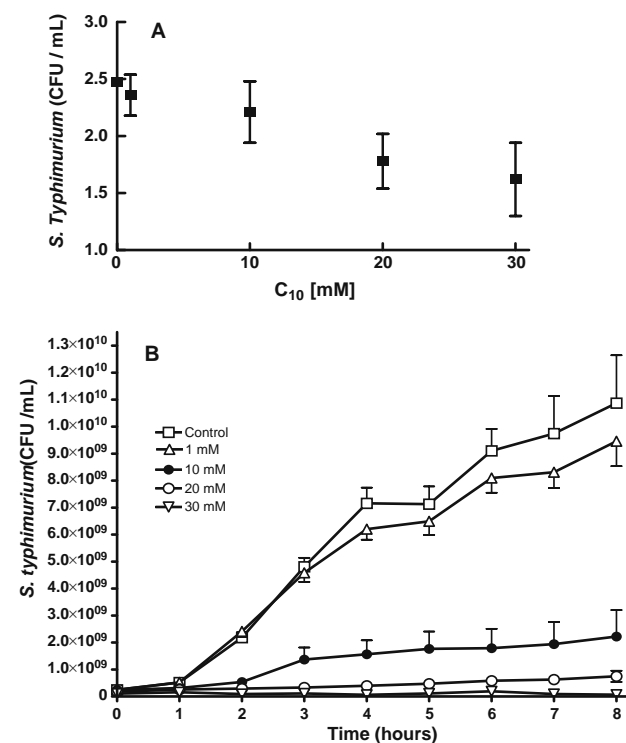 A
3.0
2.5
2.0
1.5
1.0
S. Typhimurium (CFU / mL)
0
10
20
30
C10 [mM]
B
1.3×10^10
1.2×10^10
1.1×10^10
1.0×10^10
9.0×10^09
8.0×10^09
7.0×10^09
6.0×10^09
5.0×10^09
4.0×10^09
3.0×10^09
2.0×10^09
1.0×10^09
0
S. typhimurium(CFU /mL)
Control
1 mM
10 mM
20 mM
30 mM
0
1
2
3
4
5
6
7
8
Time (hours)